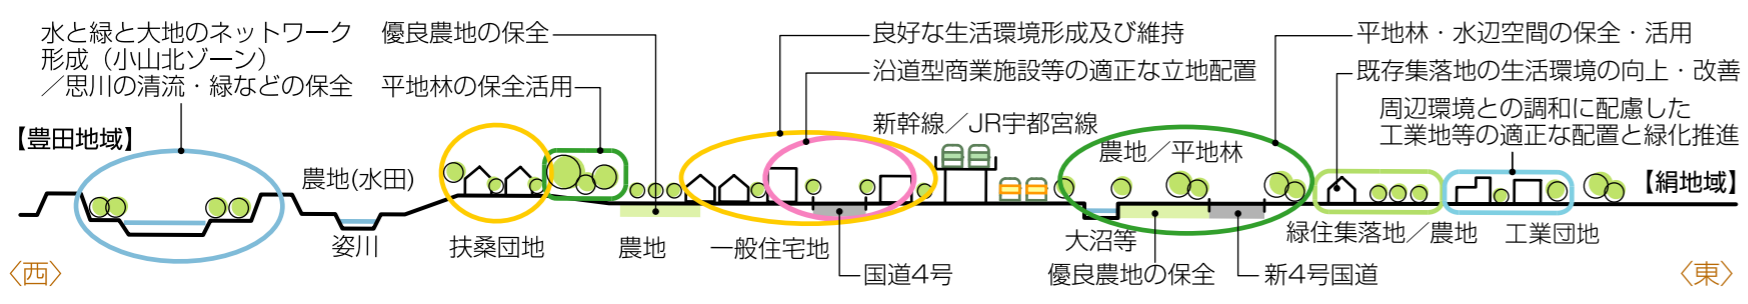 水と緑と大地のネットワーク
形成（小山北ゾーン）
／思川の清流・緑などの保全
優良農地の保全
平地林の保全活用
良好な生活環境形成及び維持
沿道型商業施設等の適正な立地配置
新幹線／JR宇都宮線
平地林・水辺空間の保全・活用
既存集落地の生活環境の向上・改善
周辺環境との調和に配慮した
工業地等の適正な配置と緑化推進
【豊田地域】
農地(水田)
農地／平地林
【絹地域】
姿川
扶桑団地
農地
一般住宅地
国道4号
大沼等
優良農地の保全
新4号国道
緑住集落地／農地
工業団地
〈西〉
〈東〉